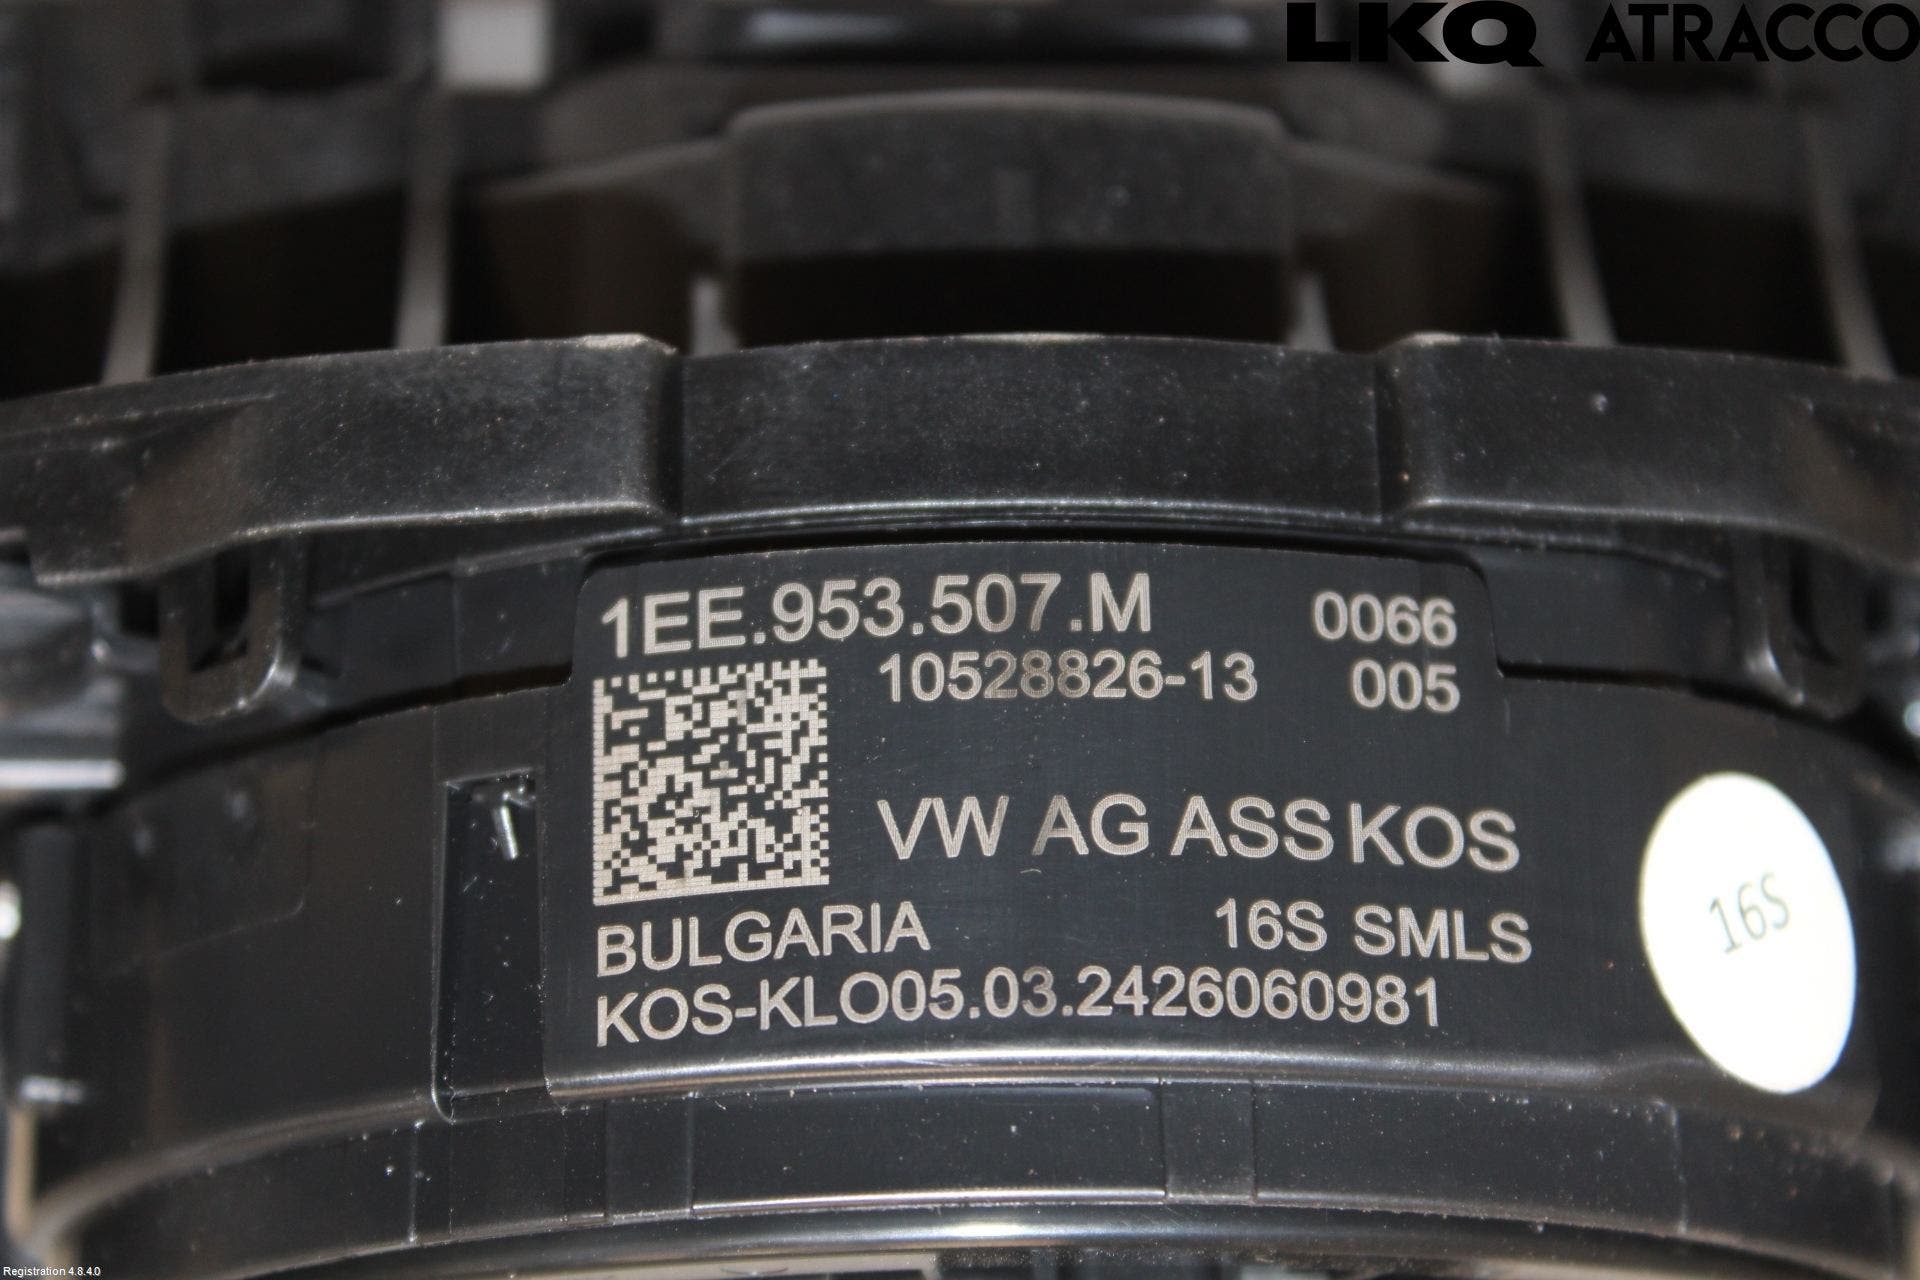 LKQ ATRACCO
1EE.953.507.M 0066
10528826-13 005
VW AG ASS KOS
BULGARIA 16S SMLS
KOS-KLO05.03.2426060981
16S
Registration 4.8.4.0